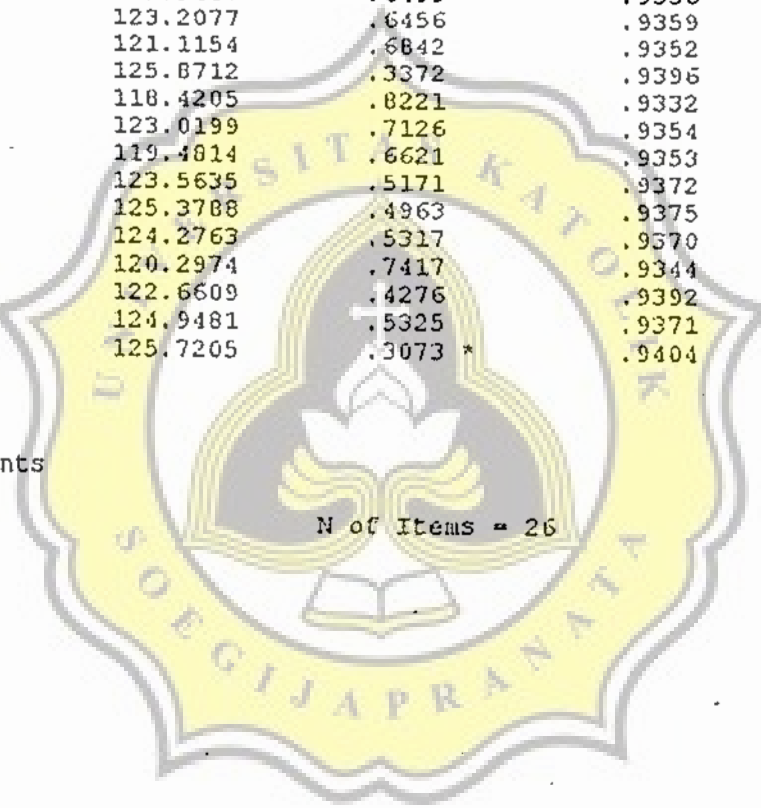 123.2077 .6456 .9359
121.1154 .6842 .9352
125.8712 .3372 .9396
118.4205 .8221 .9332
123.0199 .7126 .9354
119.4814 .6621 .9353
123.5635 .5171 .9372
125.3788 .4963 .9375
124.2763 .5317 .9370
120.2974 .7417 .9344
122.6609 .4276 .9392
124.9481 .5325 .9371
125.7205 .3073 * .9404
nts
N of Items = 26
UNIVERSITAS KATOLIK
SOEGIJAPRANATA